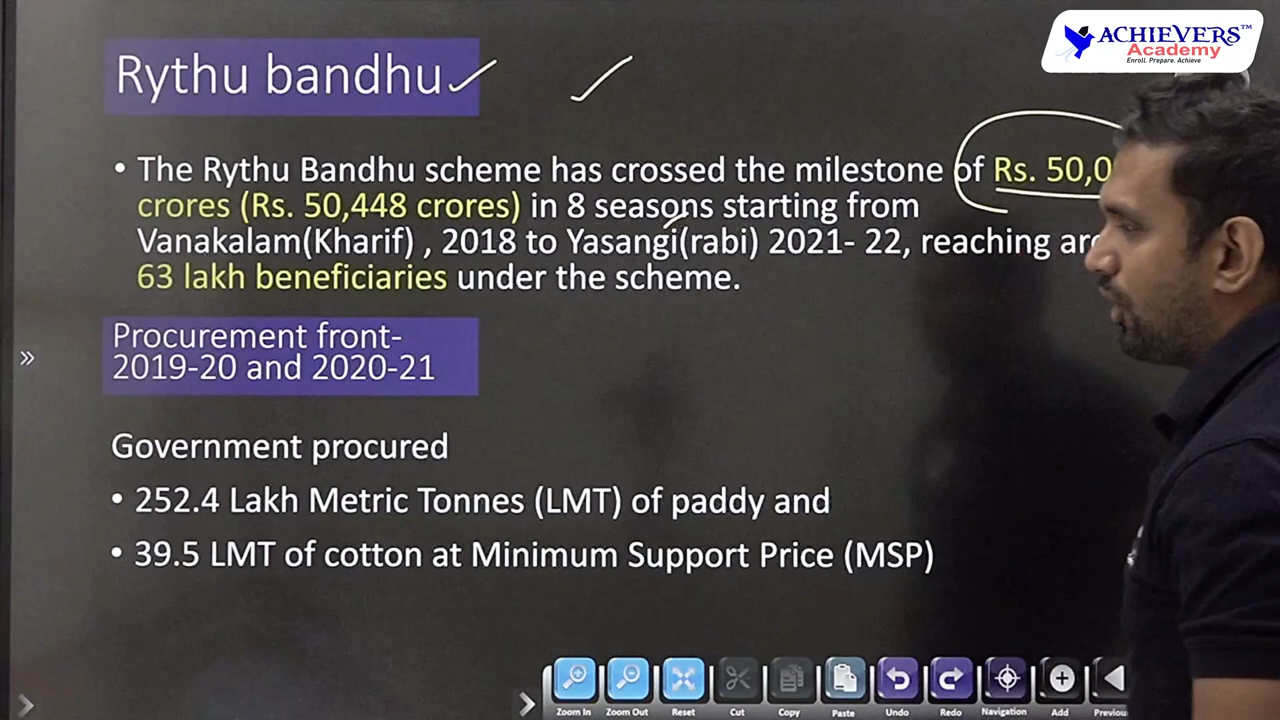 ACHIEVERS™
Academy
Enroll. Prepare. Achieve
Rythu bandhu
• The Rythu Bandhu scheme has crossed the milestone of Rs.
crores (Rs. 50,448 crores) in 8 seasons starting from
Vanakalam(Kharif) , 2018 to Yasangi(rabi) 2021- 22, reaching
63 lakh beneficiaries under the scheme.
Procurement front-
2019-20 and 2020-21
Government procured
• 252.4 Lakh Metric Tonnes (LMT) of paddy and
• 39.5 LMT of cotton at Minimum Support Price (MSP)
Zoom In Zoom Out Reset Cut Copy Paste Undo Redo Navigation Add